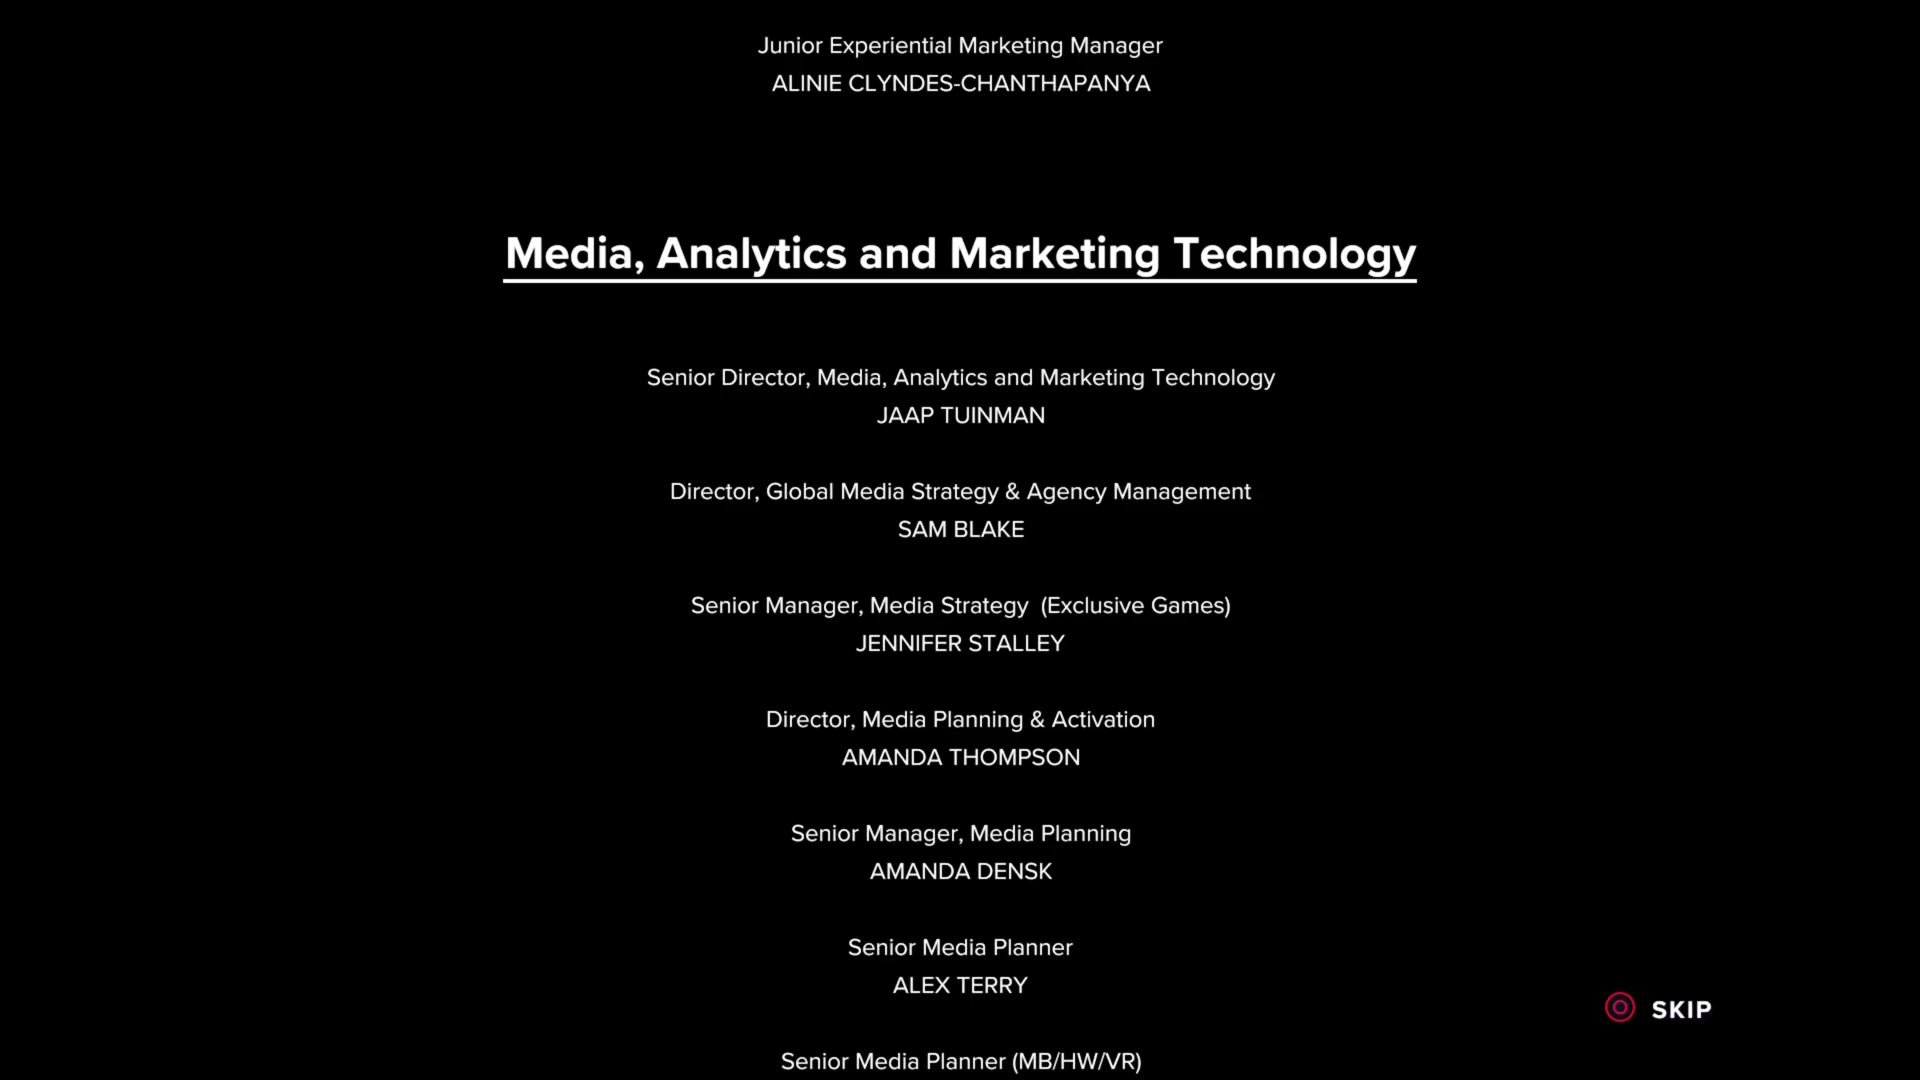 Junior Experiential Marketing Manager
ALINIE CLYNDES-CHANTHAPANYA
Media, Analytics and Marketing Technology
Senior Director, Media, Analytics and Marketing Technology
JAAP TUINMAN
Director, Global Media Strategy & Agency Management
SAM BLAKE
Senior Manager, Media Strategy  (Exclusive Games)
JENNIFER STALLEY
Director, Media Planning & Activation
AMANDA THOMPSON
Senior Manager, Media Planning
AMANDA DENSK
Senior Media Planner
ALEX TERRY
SKIP
Senior Media Planner (MB/HW/VR)